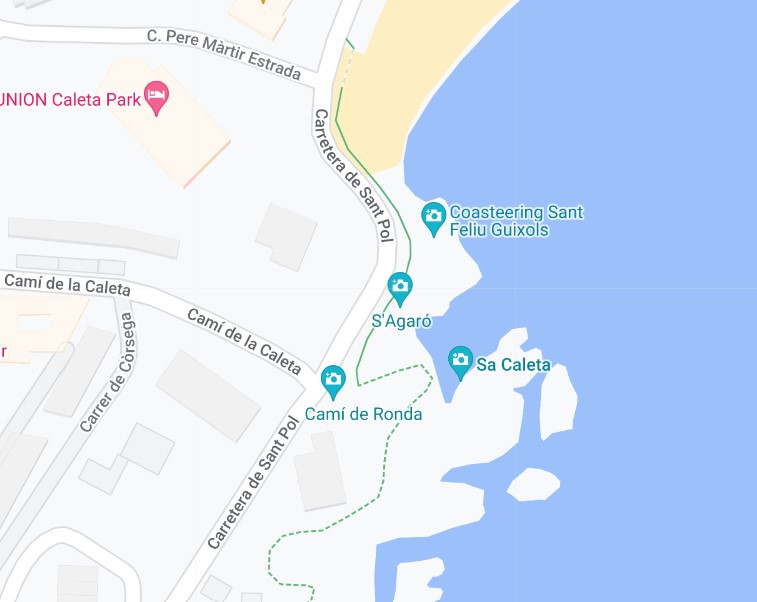 C. Pere Màrtir Estrada
UNION Caleta Park
Carretera de Sant Pol
Coasteering Sant
Feliu Guixols
Camí de la Caleta
S'Agaró
Camí de la Caleta
Carrer de Còrsega
Sa Caleta
r
Camí de Ronda
Carretera de Sant Pol